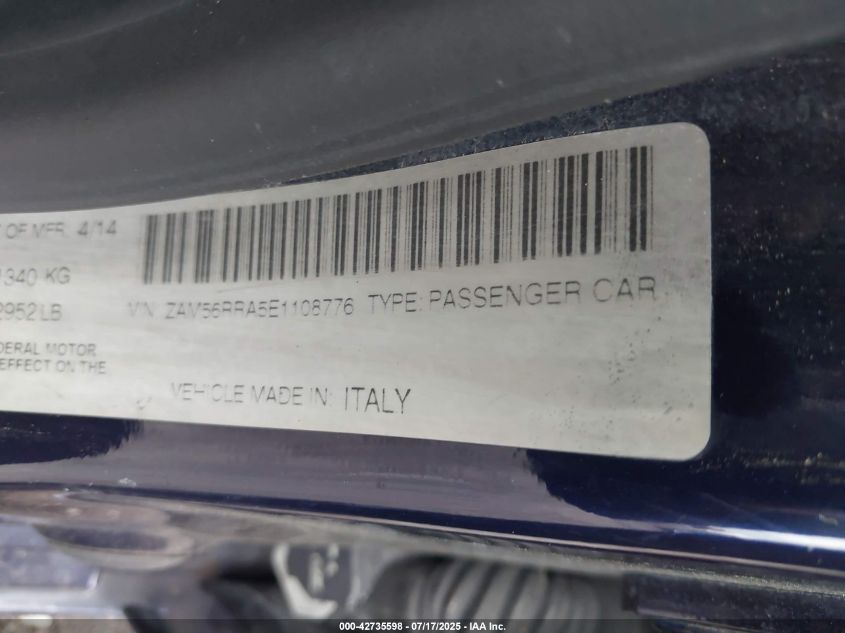 OF MFR. 4/14
1340 KG
2952 LB
VIN: ZAM56RRA5E1108776 TYPE: PASSENGER CAR
DERAL MOTOR
EFFECT ON THE
VEHICLE MADE IN: ITALY
000-42735598 - 07/17/2025 - IAA Inc.